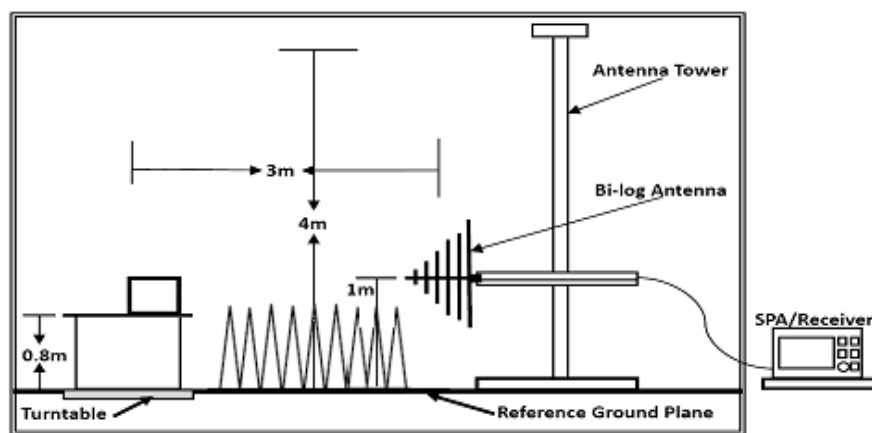 Antenna Tower
3m
Bi-log Antenna
4m
1m
SPA/Receiver
0.8m
Turntable
Reference Ground Plane